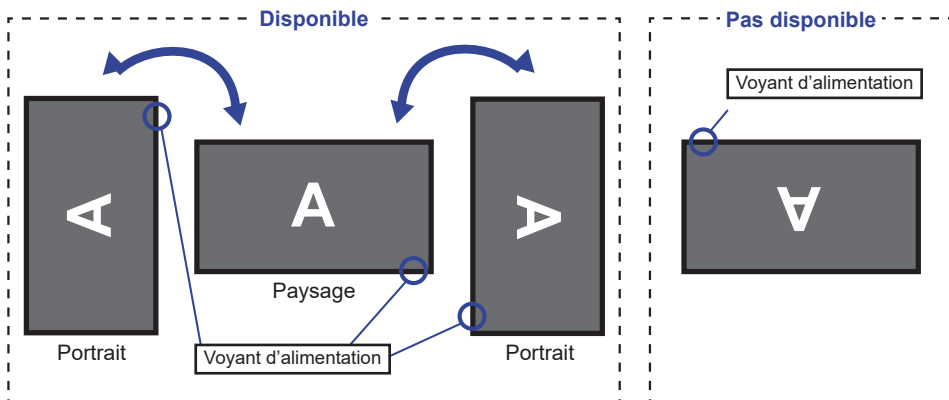 Disponible
Pas disponible
Voyant d'alimentation
A
A
A
A
Paysage
Portrait
Voyant d'alimentation
Portrait